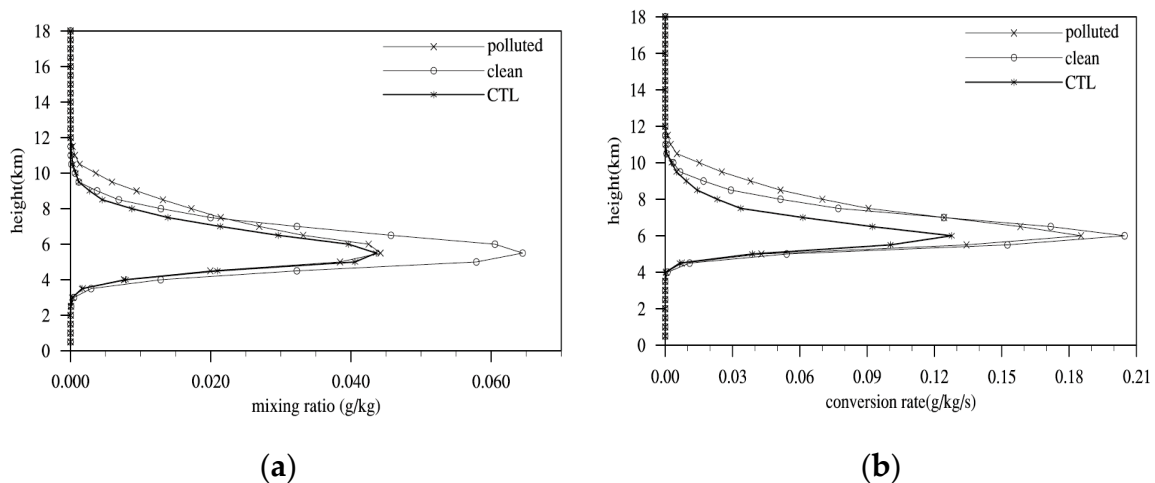 18
16
14
12
10
8
6
4
2
0
height(km)
polluted
clean
CTL
0.000
0.020
0.040
0.060
mixing ratio (g/kg)
(a)
18
16
14
12
10
8
6
4
2
0
height(km)
polluted
clean
CTL
0.00
0.03
0.06
0.09
0.12
0.15
0.18
0.21
conversion rate(g/kg/s)
(b)